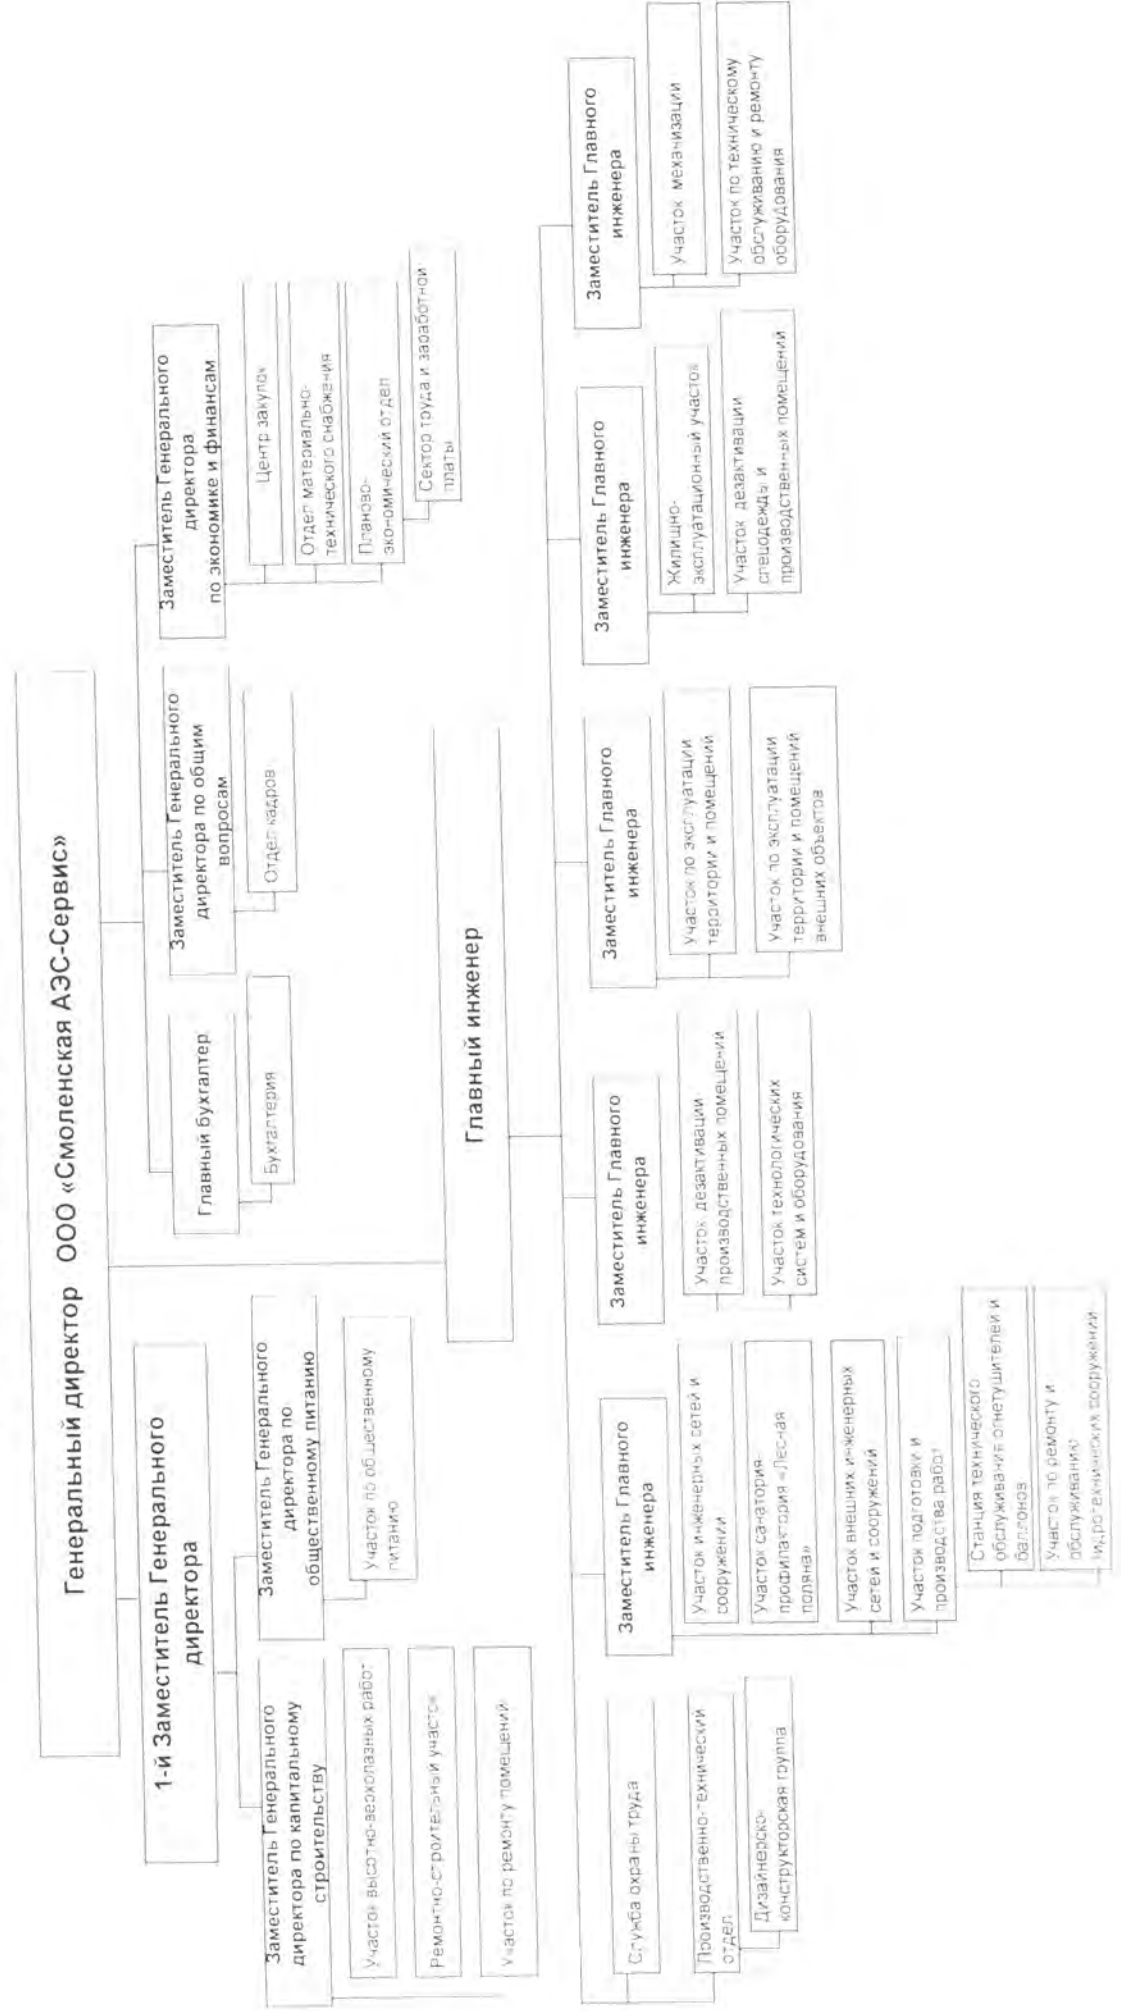 Генеральный директор ООО «Смоленская АЭС-Сервис»
1-й Заместитель Генерального
директора
Заместитель Генерального
директора по капитальному
строительству
Участок высотно-верхолазных работ
Ремонтно-строительный участок
Участок по ремонту помещений
Заместитель Генерального
директора по
общественному питанию
Участок по общественному
питанию
Главный бухгалтер
Бухгалтерия
Заместитель Генерального
директора по общим
вопросам
Отдел кадров
Заместитель Генерального
директора
по экономике и финансам
Центр закупок
Отдел материально-
технического снабжения
Планово-
экономический отдел
Сектор труда и заработной
платы
Главный инженер
Служба охраны труда
Производственно-технический
отдел
Дизайнерско-
конструкторская группа
Заместитель Главного
инженера
Участок инженерных сетей и
сооружений
Участок санатория-
профилактория «Лесная
поляна»
Участок внешних инженерных
сетей и сооружений
Участок подготовки и
производства работ
Станция технического
обслуживания огнетушителей и
баллонов
Участок по ремонту и
обслуживанию
гидротехнических сооружений
Заместитель Главного
инженера
Участок дезактивации
производственных помещений
Участок технологических
систем и оборудования
Заместитель Главного
инженера
Участок по эксплуатации
территории и помещений
Участок по эксплуатации
территории и помещений
внешних объектов
Заместитель Главного
инженера
Жилищно-
эксплуатационный участок
Участок дезактивации
спецодежды и
производственных помещений
Заместитель Главного
инженера
Участок механизации
Участок по техническому
обслуживанию и ремонту
оборудования